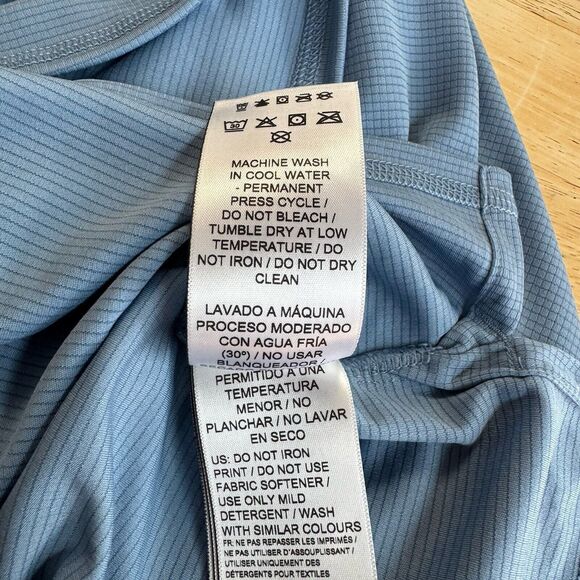 30
MACHINE WASH
IN COOL WATER
- PERMANENT
PRESS CYCLE /
DO NOT BLEACH /
TUMBLE DRY AT LOW
TEMPERATURE / DO
NOT IRON / DO NOT DRY
CLEAN
LAVADO A MÁQUINA
PROCESO MODERADO
CON AGUA FRÍA
(30º) / NO USAR
BLANQUEADOR /
PERMITIDO A UNA
TEMPERATURA
MENOR / NO
PLANCHAR / NO LAVAR
EN SECO
US: DO NOT IRON
PRINT / DO NOT USE
FABRIC SOFTENER /
USE ONLY MILD
DETERGENT / WASH
WITH SIMILAR COLOURS
FR: NE PAS REPASSER LES IMPRIMÉS /
NE PAS UTILISER D'ASSOUPLISSANT /
UTILISER UNIQUEMENT DES
DÉTERGENTS POUR TEXTILES